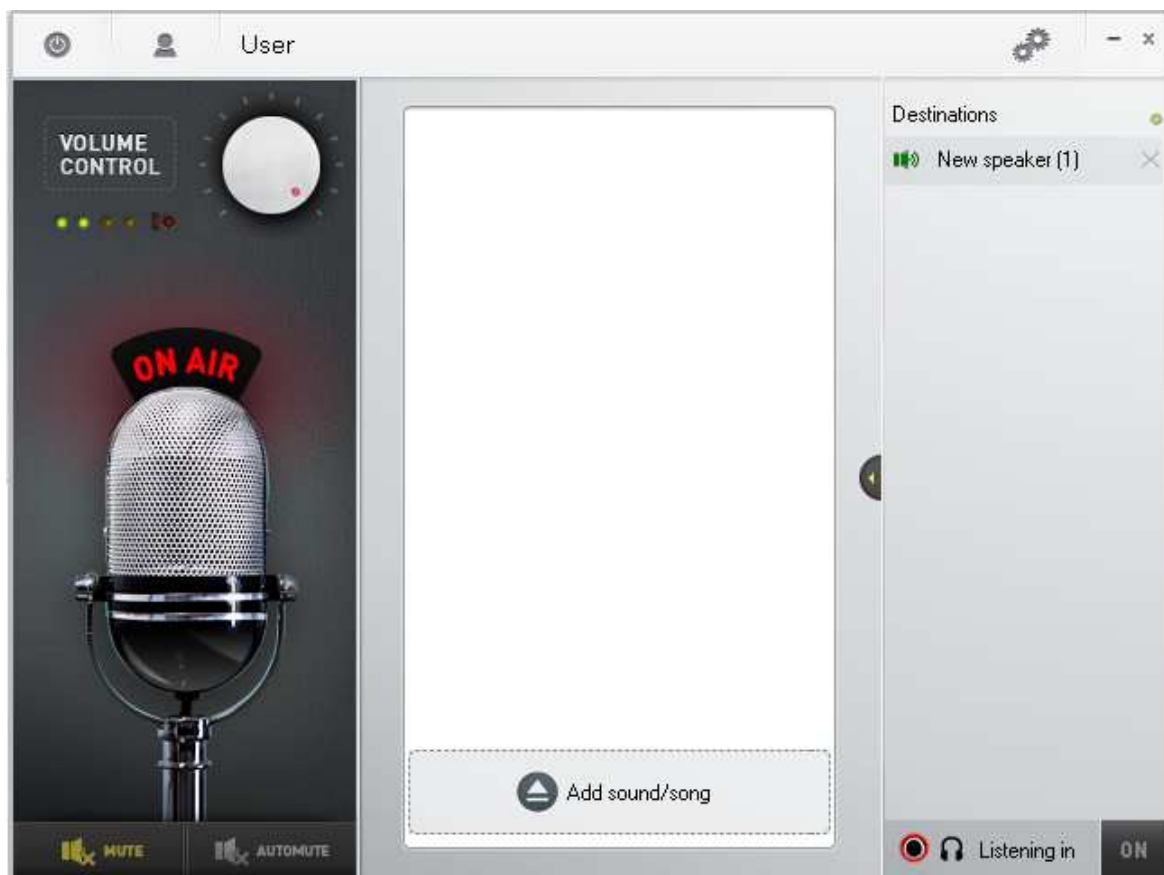 User
VOLUME
CONTROL
Destinations
New speaker (1)
ON AIR
Add sound/song
MUTE
AUTOMUTE
Listening in
ON